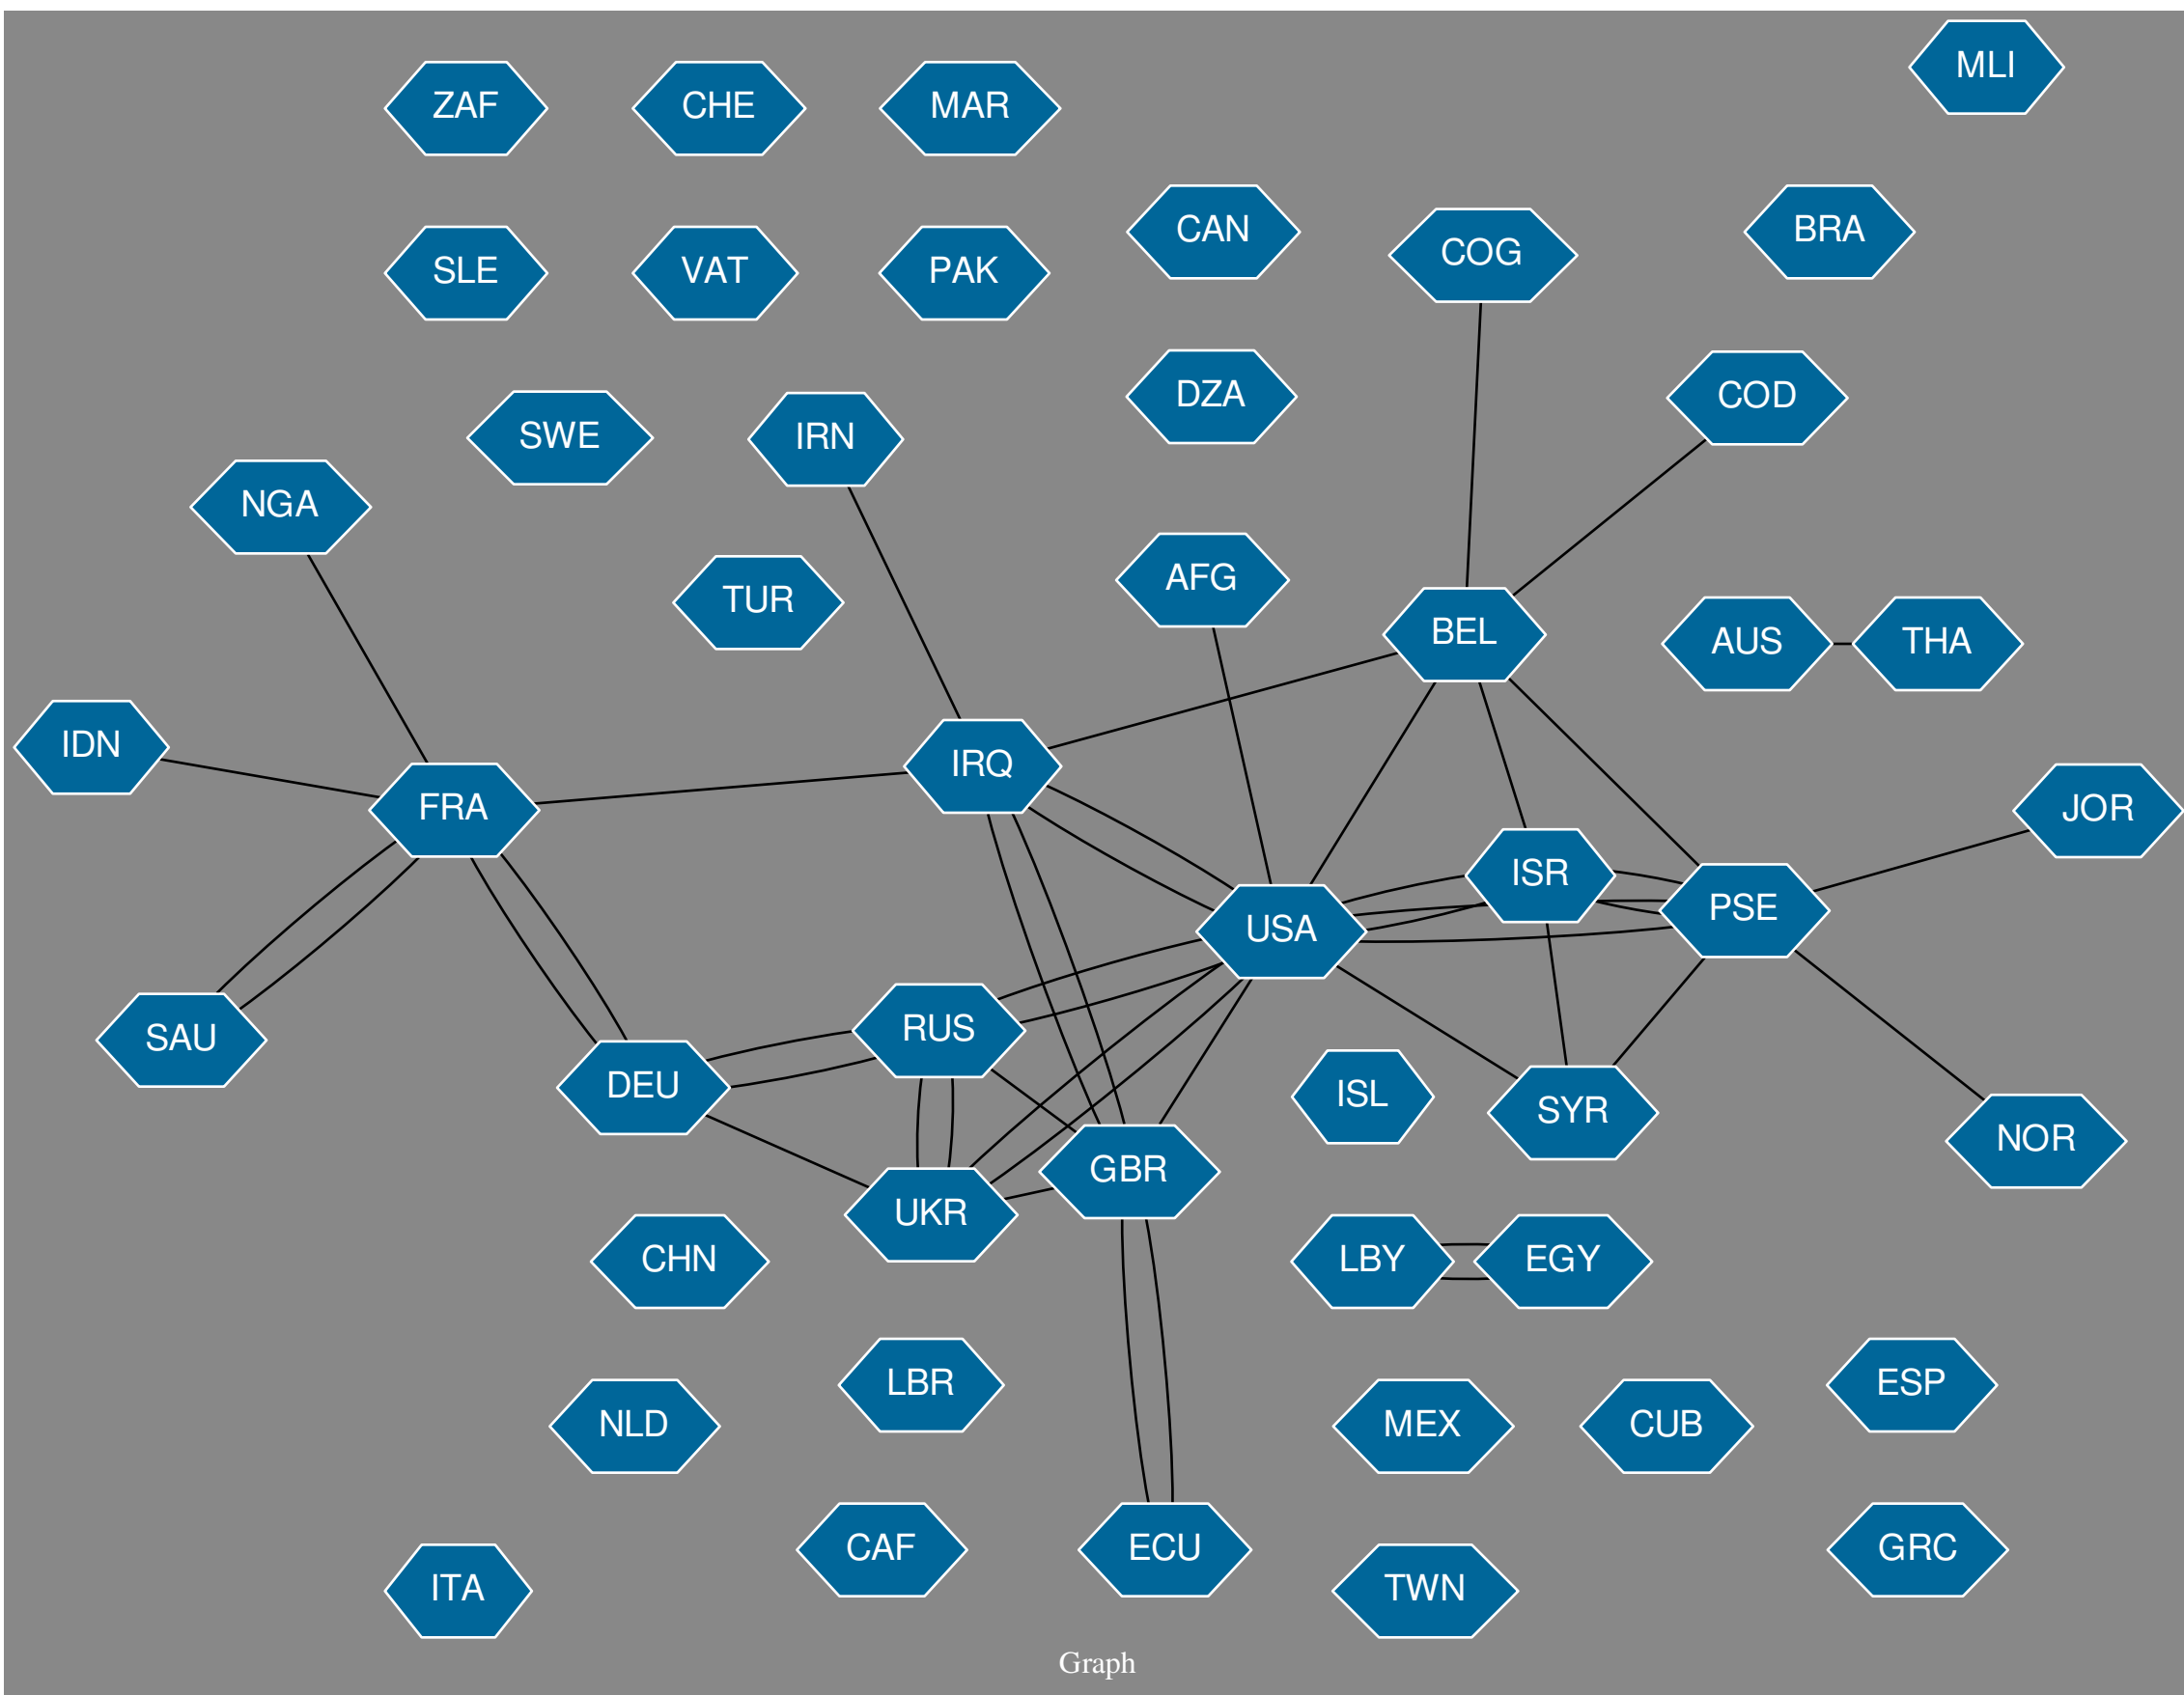 MLI
ZAF
CHE
MAR
CAN
BRA
COG
SLE
VAT
PAK
DZA
COD
SWE
IRN
NGA
AFG
TUR
BEL
AUS
THA
IDN
IRQ
FRA
JOR
ISR
PSE
USA
RUS
SAU
DEU
ISL
SYR
NOR
GBR
UKR
CHN
LBY
EGY
LBR
ESP
NLD
MEX
CUB
CAF
ECU
GRC
ITA
TWN
Graph